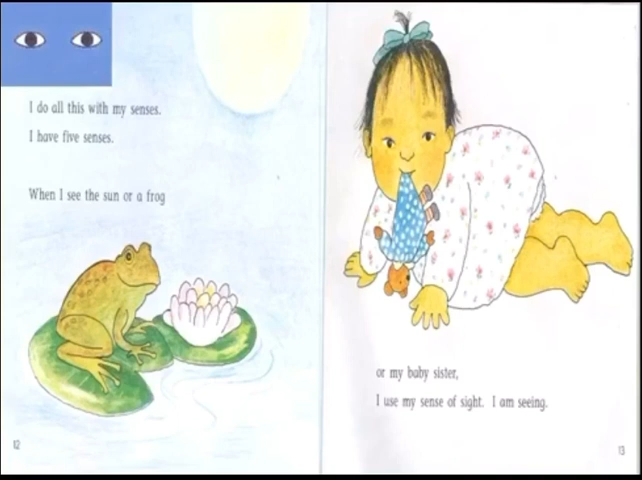 I do all this with my senses.
I have five senses.
When I see the sun or a frog
12
or my baby sister,
I use my sense of sight. I am seeing.
13